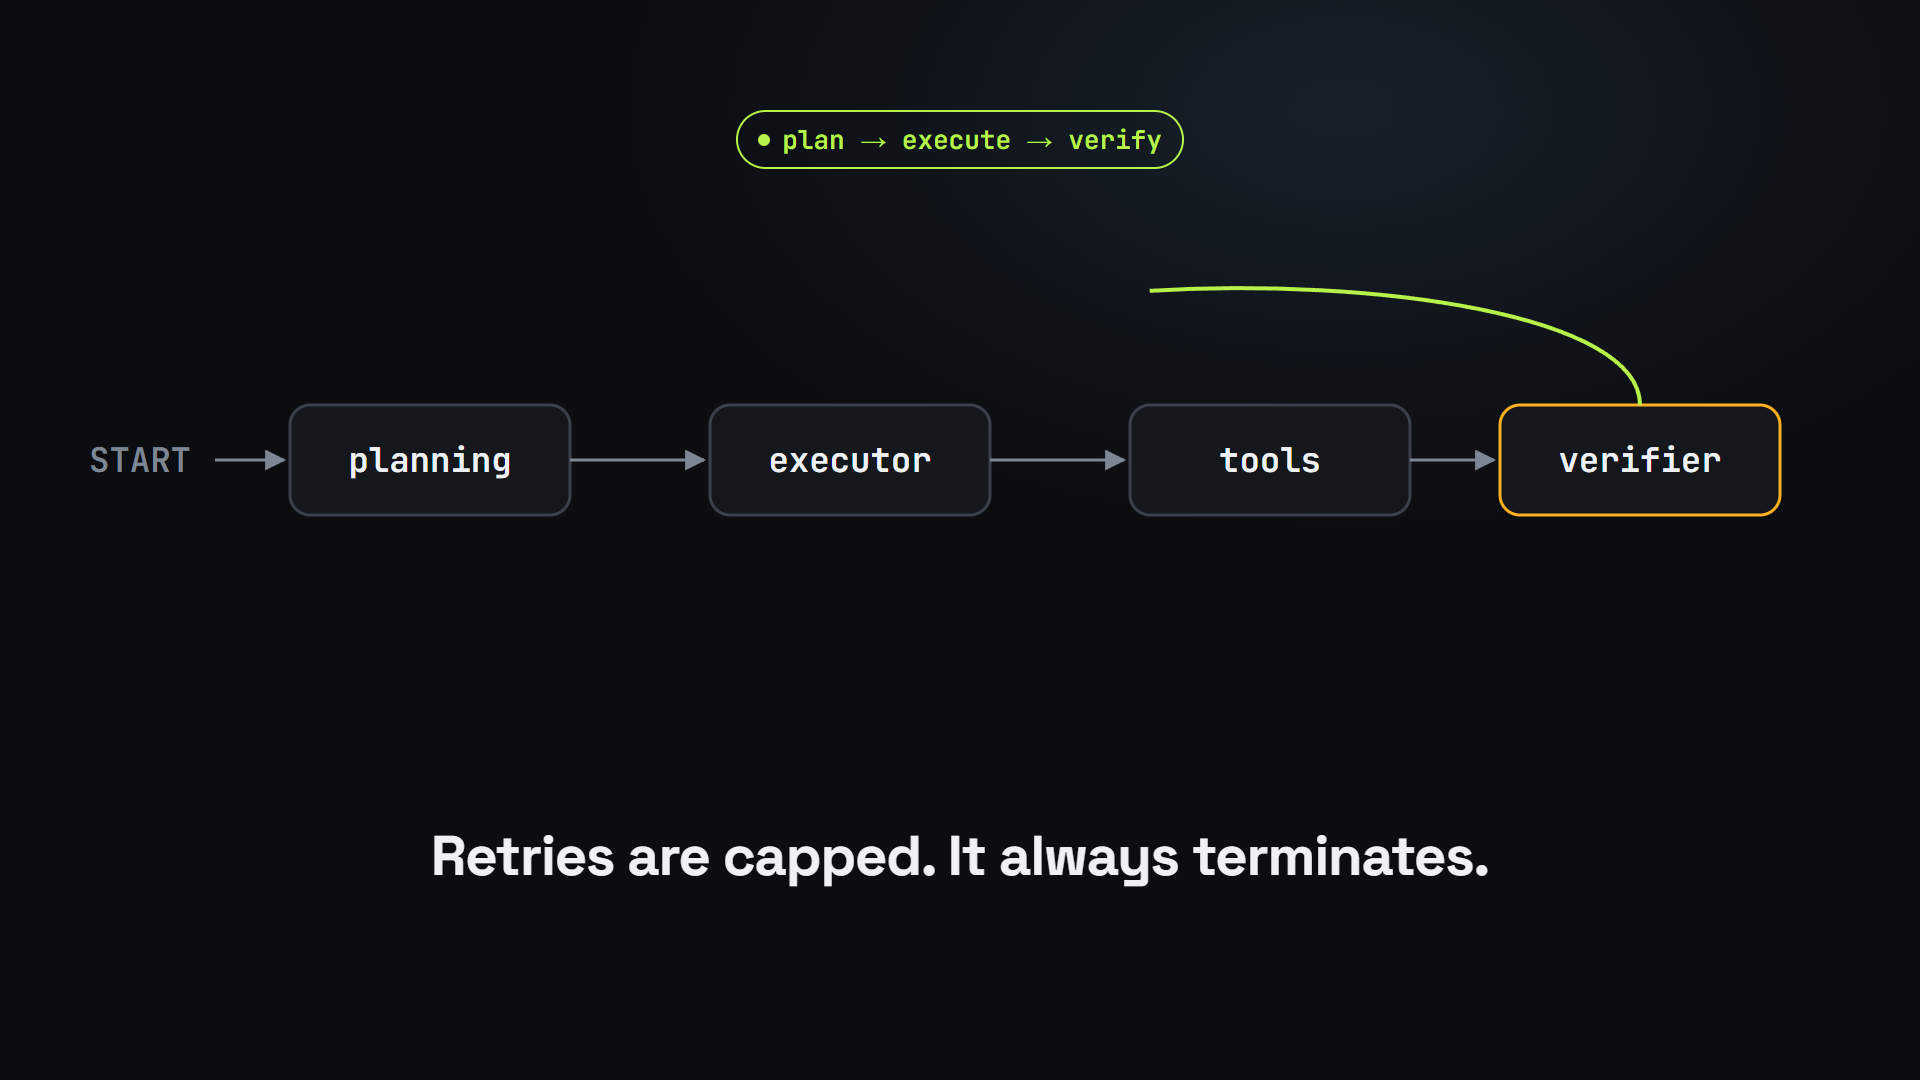 plan → execute → verify
START
planning
executor
tools
verifier
Retries are capped. It always terminates.